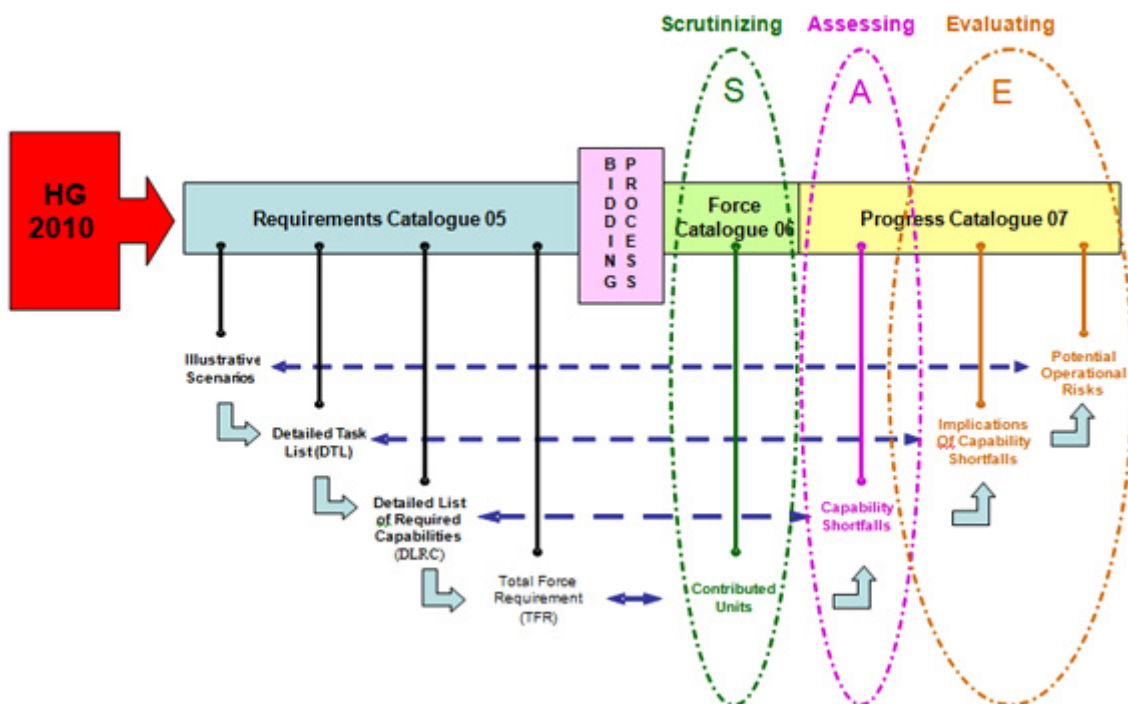 Scrutinizing Assessing Evaluating
S A E
HG
2010
Requirements Catalogue 05
BIDDING
PROCESS
Force
Catalogue 06
Progress Catalogue 07
Illustrative
Scenarios
Potential
Operational
Risks
Detailed Task
List (DTL)
Implications
Of Capability
Shortfalls
Detailed List
of Required
Capabilities
(DLRC)
Capability
Shortfalls
Total Force
Requirement
(TFR)
Contributed
Units